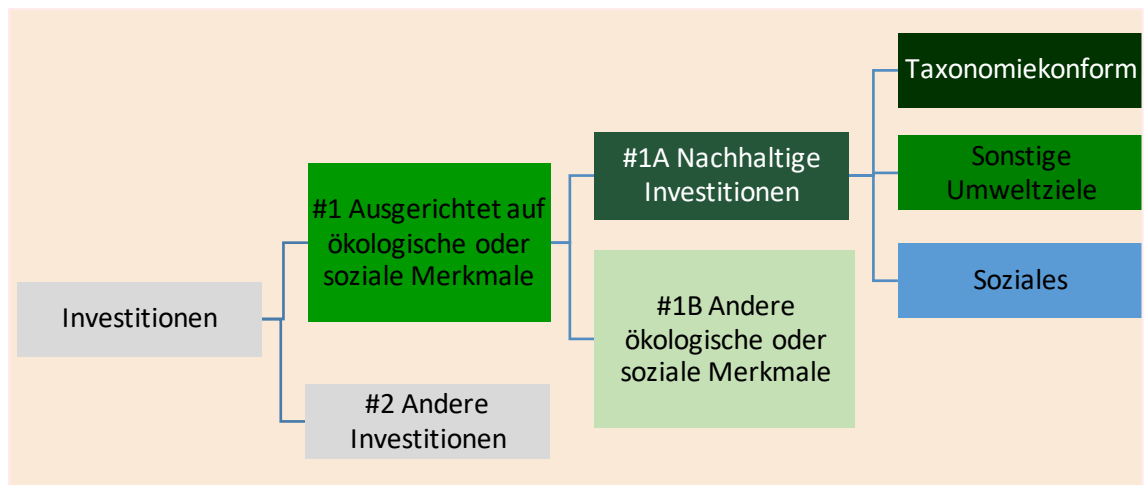 Investitionen
#1 Ausgerichtet auf
ökologische oder
soziale Merkmale
#2 Andere
Investitionen
#1A Nachhaltige
Investitionen
#1B Andere
ökologische oder
soziale Merkmale
Taxonomiekonform
Sonstige
Umweltziele
Soziales